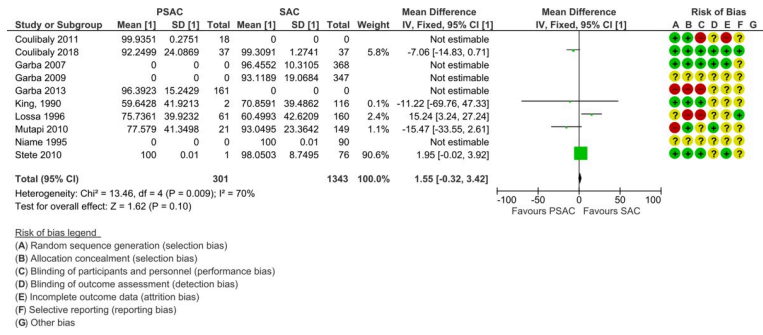 PSAC SAC Mean Difference Mean Difference Risk of Bias
Study or Subgroup Mean [1] SD [1] Total Mean [1] SD [1] Total Weight IV, Fixed, 95% CI [1] IV, Fixed, 95% CI [1] A B C D E F G
Coulibaly 2011 99.9351 0.2751 18 0 0 0 Not estimable
Coulibaly 2018 92.2499 24.0869 37 99.3091 1.2741 37 5.8% -7.06 [-14.83, 0.71]
Garba 2007 0 0 0 96.4552 10.3105 368 Not estimable
Garba 2009 0 0 0 93.1189 19.0684 347 Not estimable
Garba 2013 96.3923 15.2429 161 0 0 0 Not estimable
King, 1990 59.6428 41.9213 2 70.8591 39.4862 116 0.1% -11.22 [-69.76, 47.33]
Lossa 1996 75.7361 39.9232 61 60.4993 42.6209 160 2.4% 15.24 [3.24, 27.24]
Mutapi 2010 77.579 41.3498 21 93.0495 23.3642 149 1.1% -15.47 [-33.55, 2.61]
Niame 1995 0 0 0 100 0.01 90 Not estimable
Stete 2010 100 0.01 1 98.0503 8.7495 76 90.6% 1.95 [-0.02, 3.92]
Total (95% CI) 301 1343 100.0% 1.55 [-0.32, 3.42]
Heterogeneity: Chi² = 13.46, df = 4 (P = 0.009); I² = 70%
Test for overall effect: Z = 1.62 (P = 0.10)
-100 -50 0 50 100
Favours PSAC Favours SAC
Risk of bias legend
(A) Random sequence generation (selection bias)
(B) Allocation concealment (selection bias)
(C) Blinding of participants and personnel (performance bias)
(D) Blinding of outcome assessment (detection bias)
(E) Incomplete outcome data (attrition bias)
(F) Selective reporting (reporting bias)
(G) Other bias